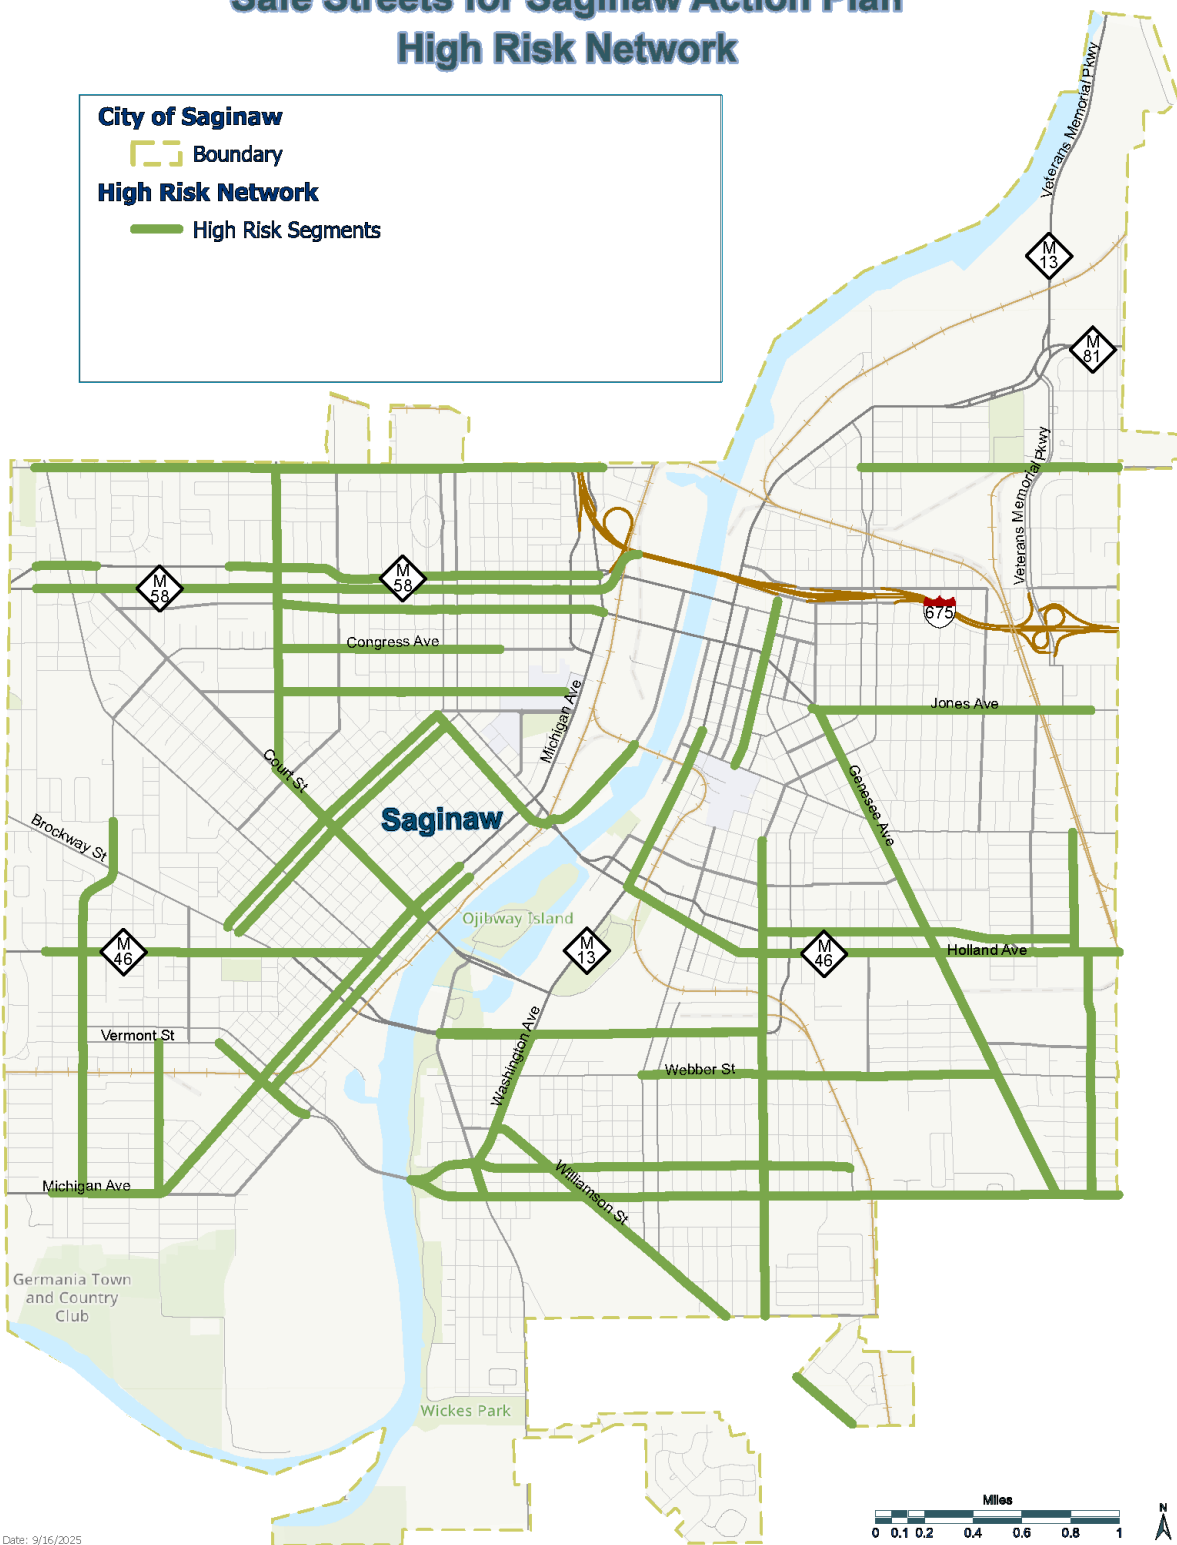 Safe Streets for Saginaw Action Plan
High Risk Network
City of Saginaw
Boundary
High Risk Network
High Risk Segments
Veterans Memorial Pkwy
M
13
M
81
Veterans Memorial Pkwy
M
58
M
58
675
Congress Ave
Michigan Ave
Jones Ave
Court St
Genesee Ave
Saginaw
Brockway St
Ojibway Island
M
46
M
13
M
46
Holland Ave
Vermont St
Washington Ave
Webber St
Michigan Ave
Williamson St
Germania Town
and Country
Club
Wickes Park
Miles
0 0.1 0.2 0.4 0.6 0.8 1
N
Date: 9/16/2025